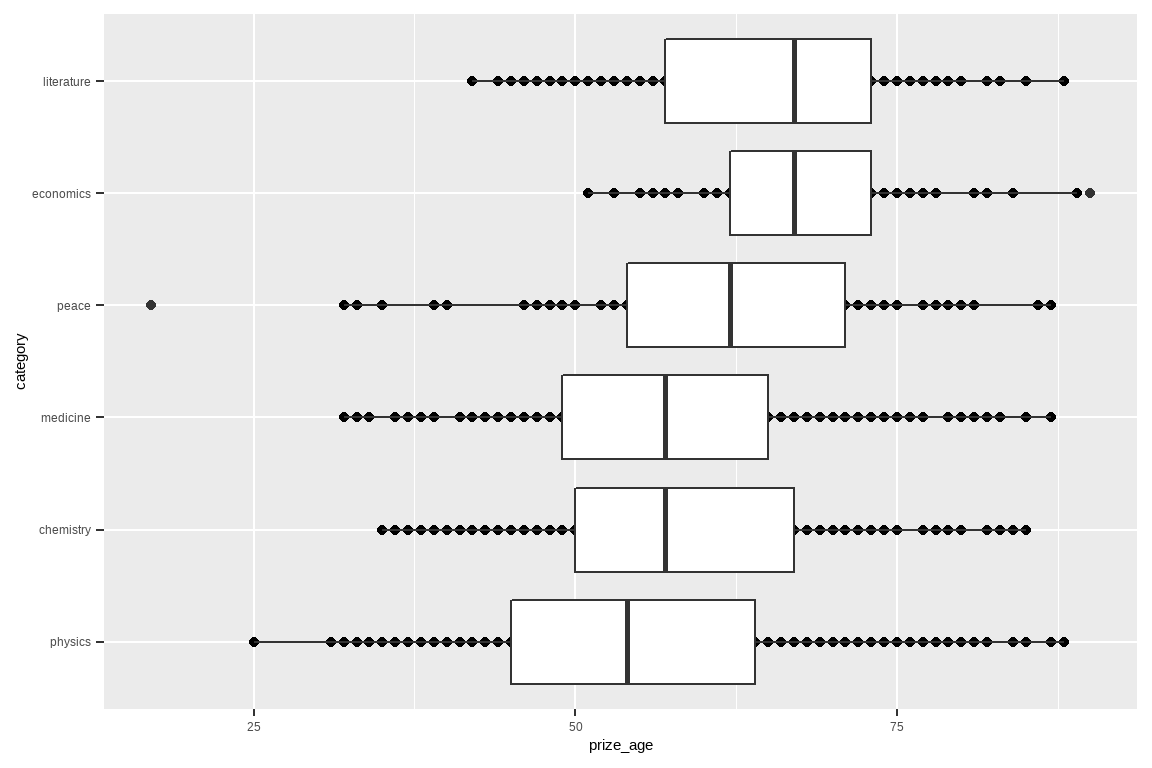 literature
economics
peace
medicine
chemistry
physics
category
25
50
75
prize_age